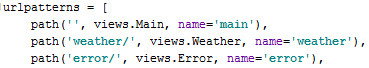 urlpatterns = [
path('', views.Main, name='main'),
path('weather/', views.Weather, name='weather'),
path('error/', views.Error, name='error'),